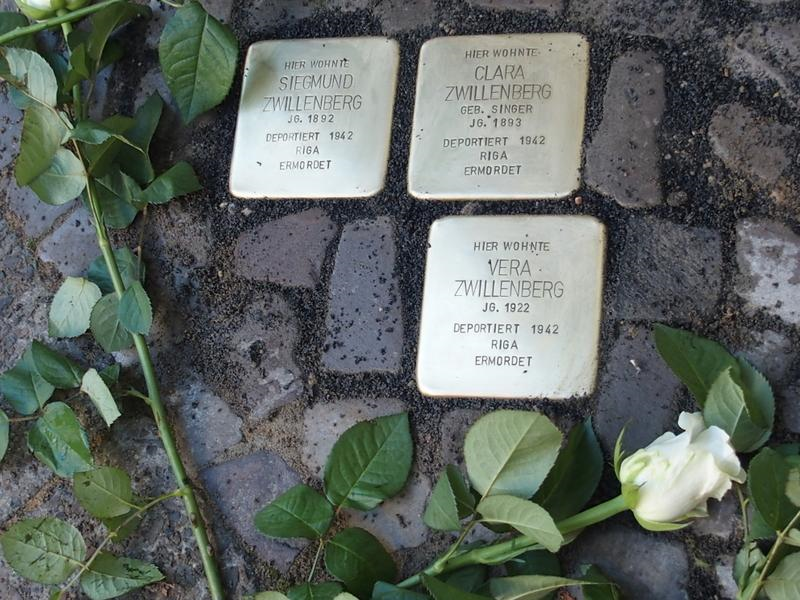 HIER WOHNTE
SIEGMUND
ZWILLENBERG
JG. 1892
DEPORTIERT 1942
RIGA
ERMORDET
HIER WOHNTE
CLARA
ZWILLENBERG
GEB. SINGER
JG. 1893
DEPORTIERT 1942
RIGA
ERMORDET
HIER WOHNTE
VERA
ZWILLENBERG
JG. 1922
DEPORTIERT 1942
RIGA
ERMORDET